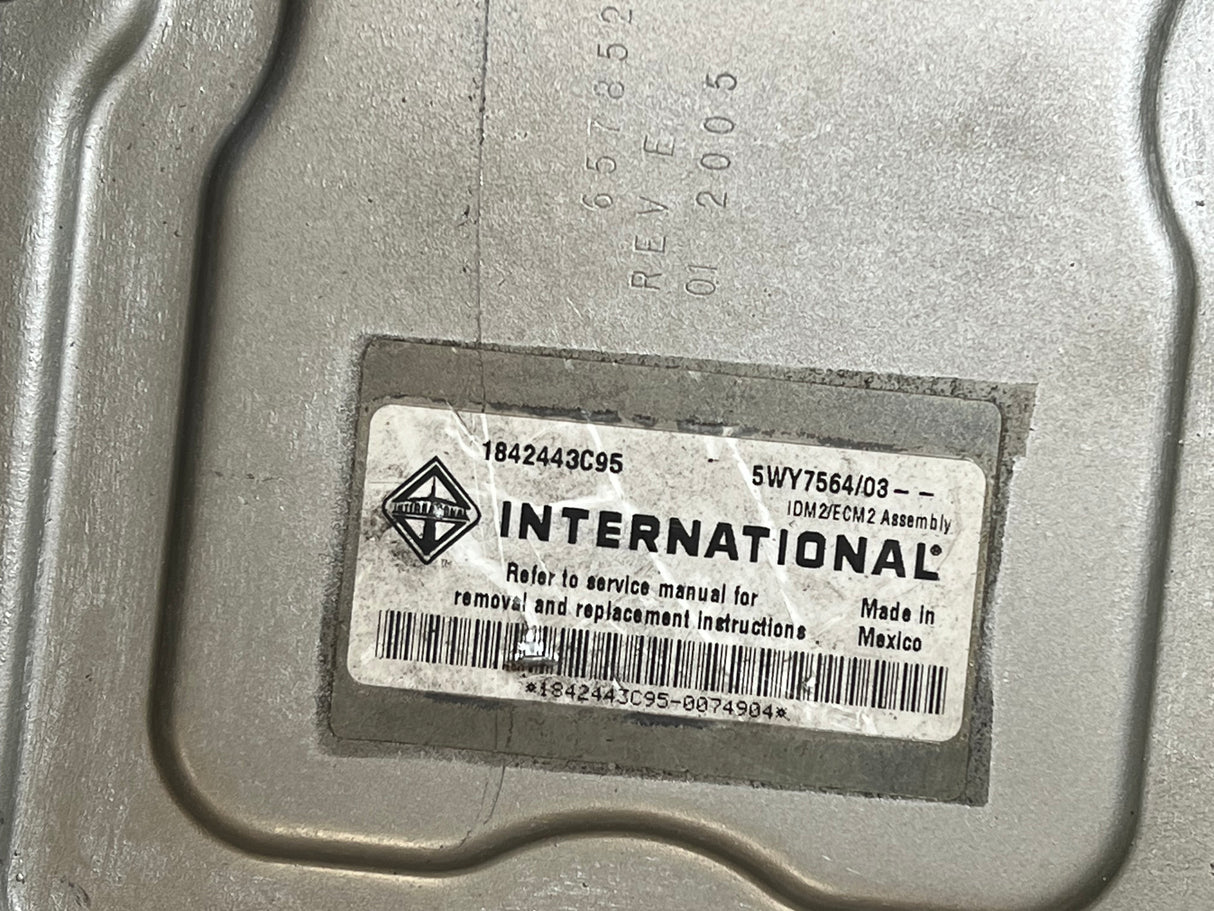 657852
REV E
01 2005
1842443C95
5WY7564/03--
IDM2/ECM2 Assembly
INTERNATIONAL
INTERNATIONAL®
Refer to service manual for
removal and replacement instructions.
Made in
Mexico
*1842443C95-0074904*